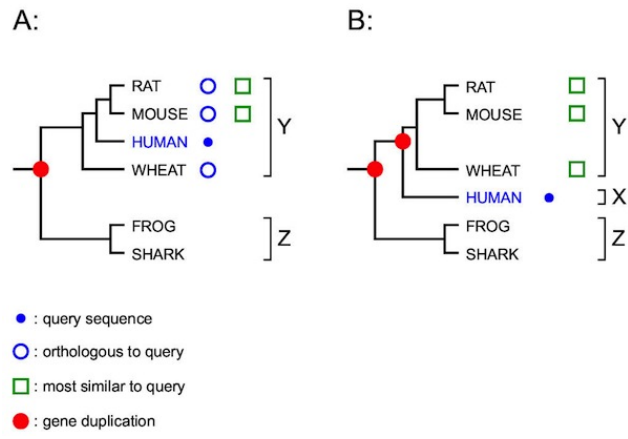 A:
RAT
MOUSE
HUMAN
WHEAT
Y
FROG
SHARK
Z
B:
RAT
MOUSE
WHEAT
Y
HUMAN
X
FROG
SHARK
Z
: query sequence
: orthologous to query
: most similar to query
: gene duplication